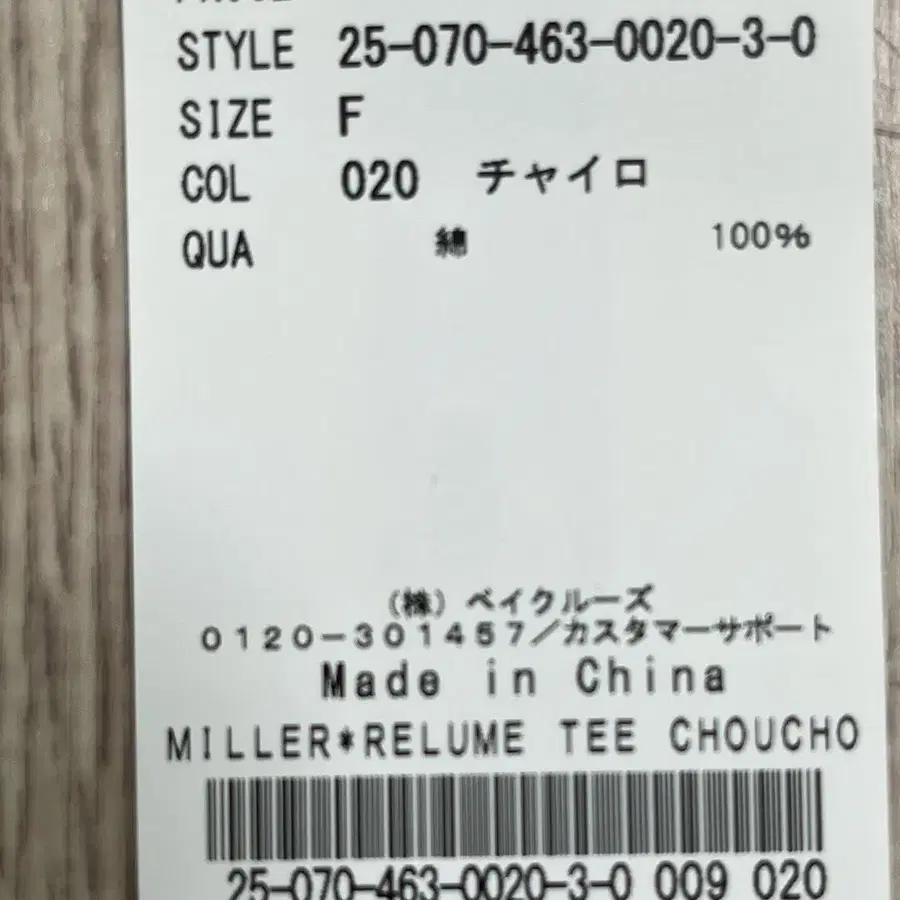 STYLE 25-070-463-0020-3-0
SIZE F
COL 020 チャイロ
QUA 綿 100%
(株) ベイクルーズ
0120-301457/カスタマーサポート
Made in China
MILLER*RELUME TEE CHOUCHO
25-070-463-0020-3-0 009 020